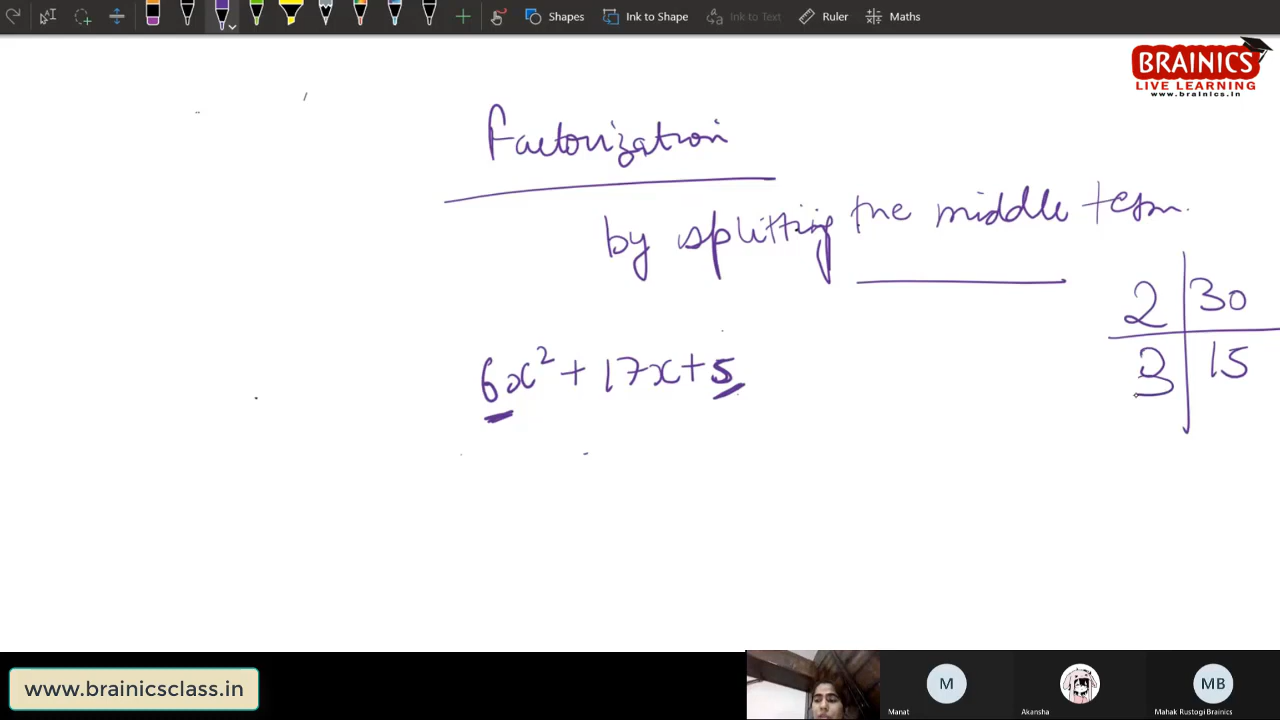 Shapes Ink to Shape Ink to Text Ruler Maths
BRAINICS
LIVE LEARNING
www.brainics.in
Factorization
by splitting the middle term.
2 | 30
3 | 15
6x² + 17x + 5
www.brainicsclass.in
M
MB
Manat
Akansha
Mahak Rustogi Brainics